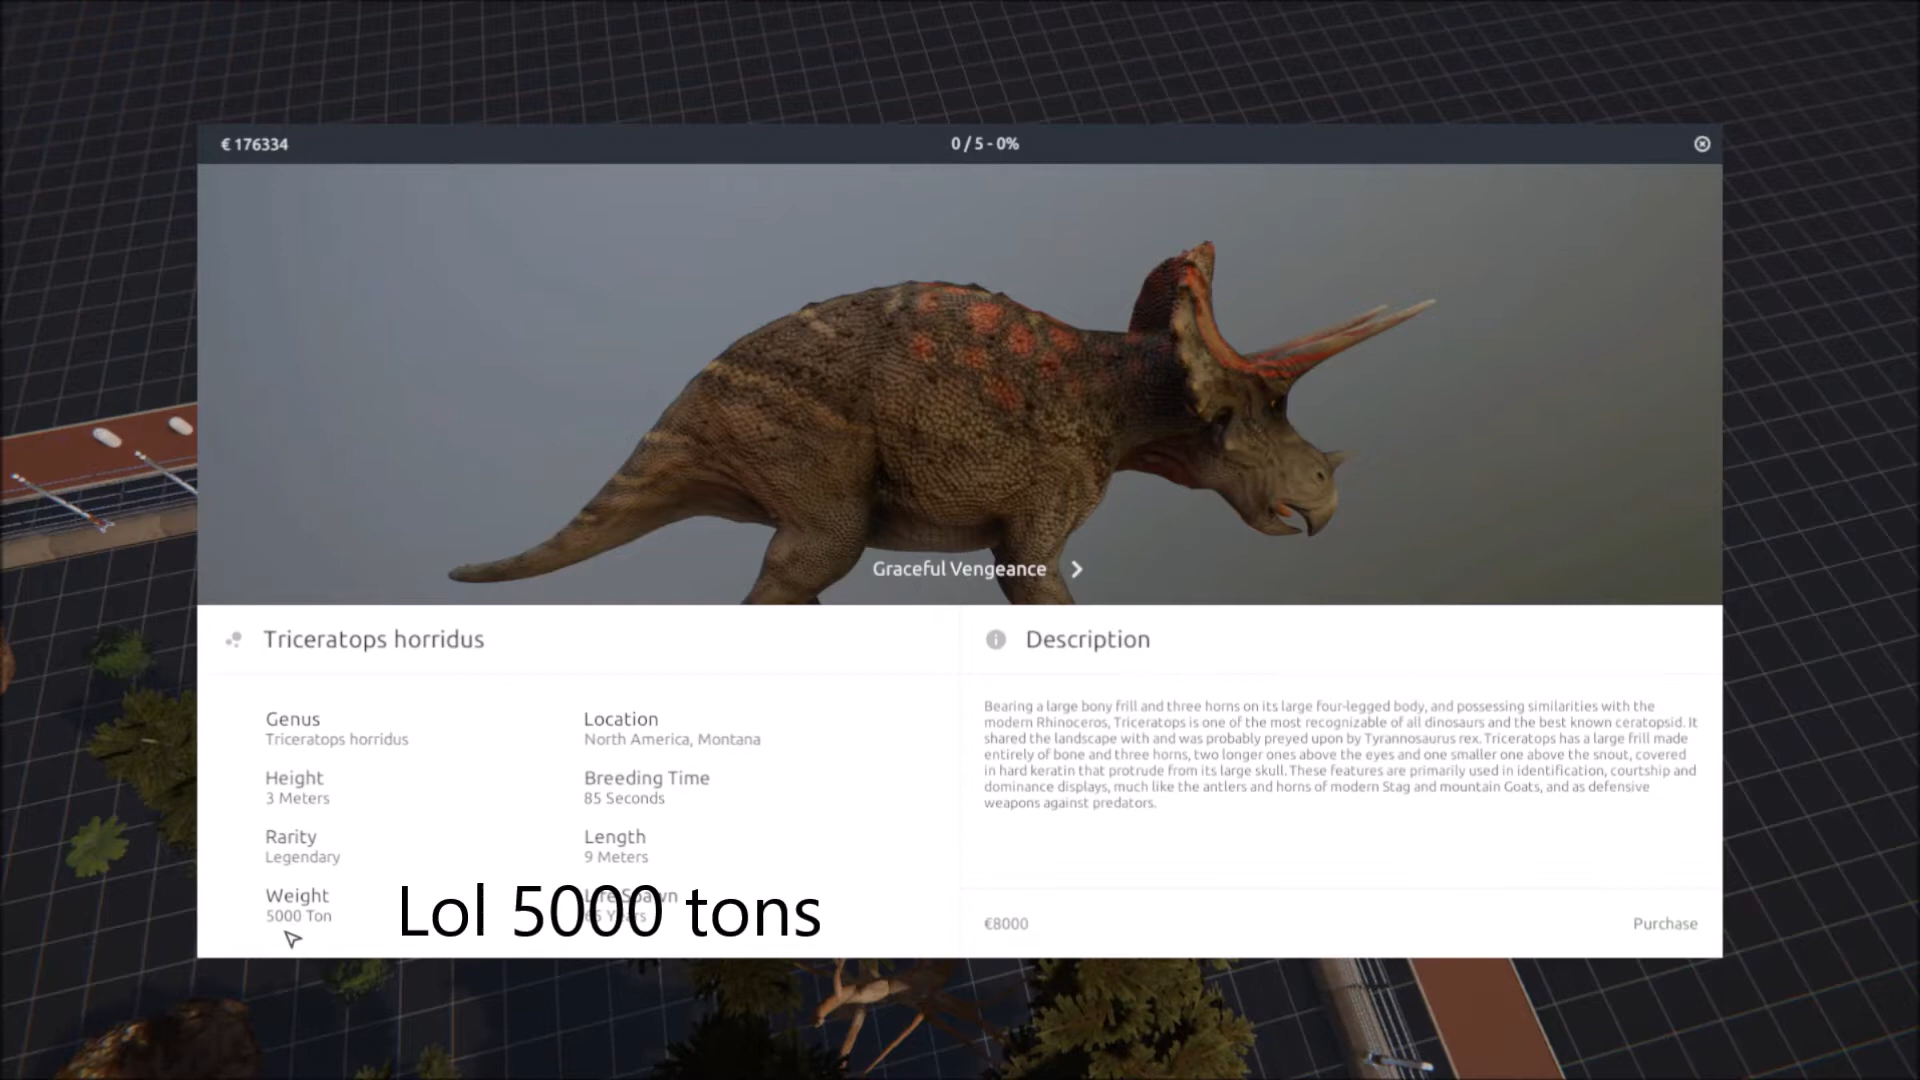 € 176334
0 / 5 - 0%
Graceful Vengeance
Triceratops horridus
Description
Genus
Triceratops horridus
Location
North America, Montana
Height
3 Meters
Breeding Time
85 Seconds
Rarity
Legendary
Length
9 Meters
Weight
5000 Ton
Lol 5000 tons
Bearing a large bony frill and three horns on its large four-legged body, and possessing similarities with the
modern Rhinoceros, Triceratops is one of the most recognizable of all dinosaurs and the best known ceratopsid. It
shared the landscape with and was probably preyed upon by Tyrannosaurus rex. Triceratops has a large frill made
entirely of bone and three horns, two longer ones above the eyes and one smaller one above the snout, covered
in hard keratin that protrude from its large skull. These features are primarily used in identification, courtship and
dominance displays, much like the antlers and horns of modern Stag and mountain Goats, and as defensive
weapons against predators.
€8000
Purchase